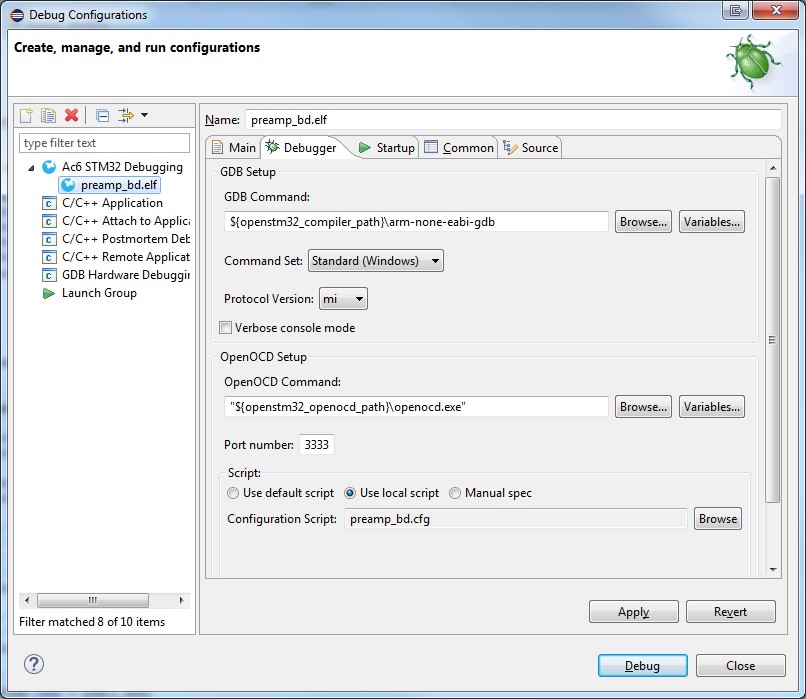 Debug Configurations
Create, manage, and run configurations
type filter text
Ac6 STM32 Debugging
preamp_bd.elf
C/C++ Application
C/C++ Attach to Applica
C/C++ Postmortem Deb
C/C++ Remote Applicat
GDB Hardware Debuggin
Launch Group
Filter matched 8 of 10 items
Name: preamp_bd.elf
Main Debugger Startup Common Source
GDB Setup
GDB Command:
${openstm32_compiler_path}\arm-none-eabi-gdb Browse... Variables...
Command Set: Standard (Windows)
Protocol Version: mi
Verbose console mode
OpenOCD Setup
OpenOCD Command:
"${openstm32_openocd_path}\openocd.exe" Browse... Variables...
Port number: 3333
Script:
Use default script Use local script Manual spec
Configuration Script: preamp_bd.cfg Browse
Apply Revert
? Debug Close